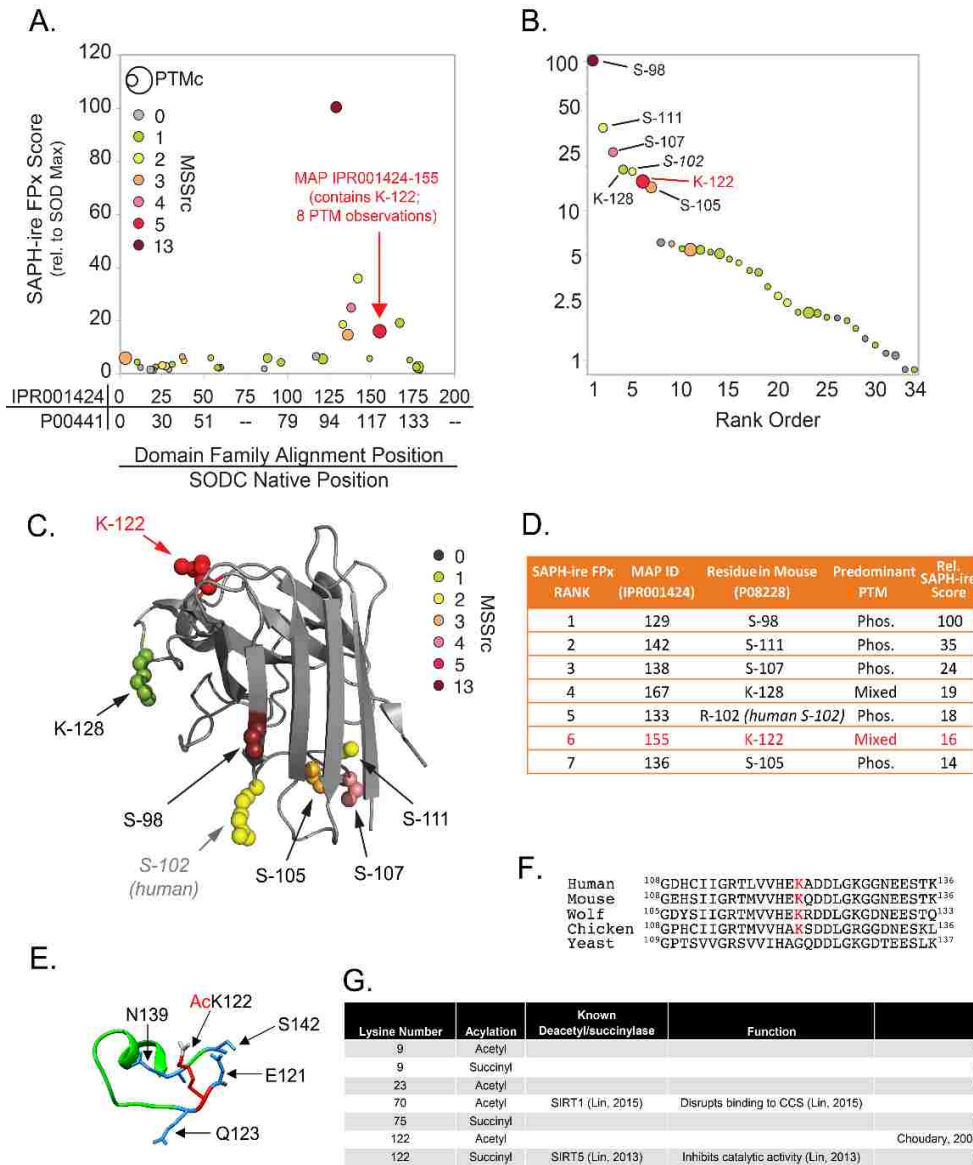 A.
120
100
80
60
40
20
0
SAPH-ire FPx Score
(rel. to SOD Max)
PTMc
0
1
2
3
4
5
13
MSSrc
MAP IPR001424-155
(contains K-122;
8 PTM observations)
IPR001424 0 25 50 75 100 125 150 175 200
P00441 0 30 51 -- 79 94 117 133 --
Domain Family Alignment Position
SODC Native Position
B.
100
50
25
10
5
2.5
1
S-98
S-111
S-107
S-102
K-122
K-128
S-105
1 5 10 15 20 25 30 34
Rank Order
C.
K-122
K-128
S-98
S-102
(human)
S-105
S-107
S-111
0
1
2
3
4
5
13
MSSrc
D.
SAPH-ire FPx RANK MAP ID (IPR001424) Residue in Mouse (P08228) Predominant PTM Rel. SAPH-ire Score
1 129 S-98 Phos. 100
2 142 S-111 Phos. 35
3 138 S-107 Phos. 24
4 167 K-128 Mixed 19
5 133 R-102 (human S-102) Phos. 18
6 155 K-122 Mixed 16
7 136 S-105 Phos. 14
E.
N139
AcK122
S142
E121
Q123
F.
Human 108GDHCIIGRTLVVHEKADDLGKGGNEESTK136
Mouse 108GEHSIIGRTMVVHEKQDDLGKGGNEESTK136
Wolf 105GDYSIIGRTMVVHEKRDDLGKGDNEESTQ133
Chicken 108GPHCIIGRTMVVHAKSDDLGRGGDNESKL136
Yeast 109GPTSVVGRSVVIHAGQDDLGKGDTEESLK137
G.
Lysine Number Acylation Known Deacetyl/succinylase Function
9 Acetyl
9 Succinyl
23 Acetyl
70 Acetyl SIRT1 (Lin, 2015) Disrupts binding to CCS (Lin, 2015)
75 Succinyl
122 Acetyl Choudary, 200
122 Succinyl SIRT5 (Lin, 2013) Inhibits catalytic activity (Lin, 2013)